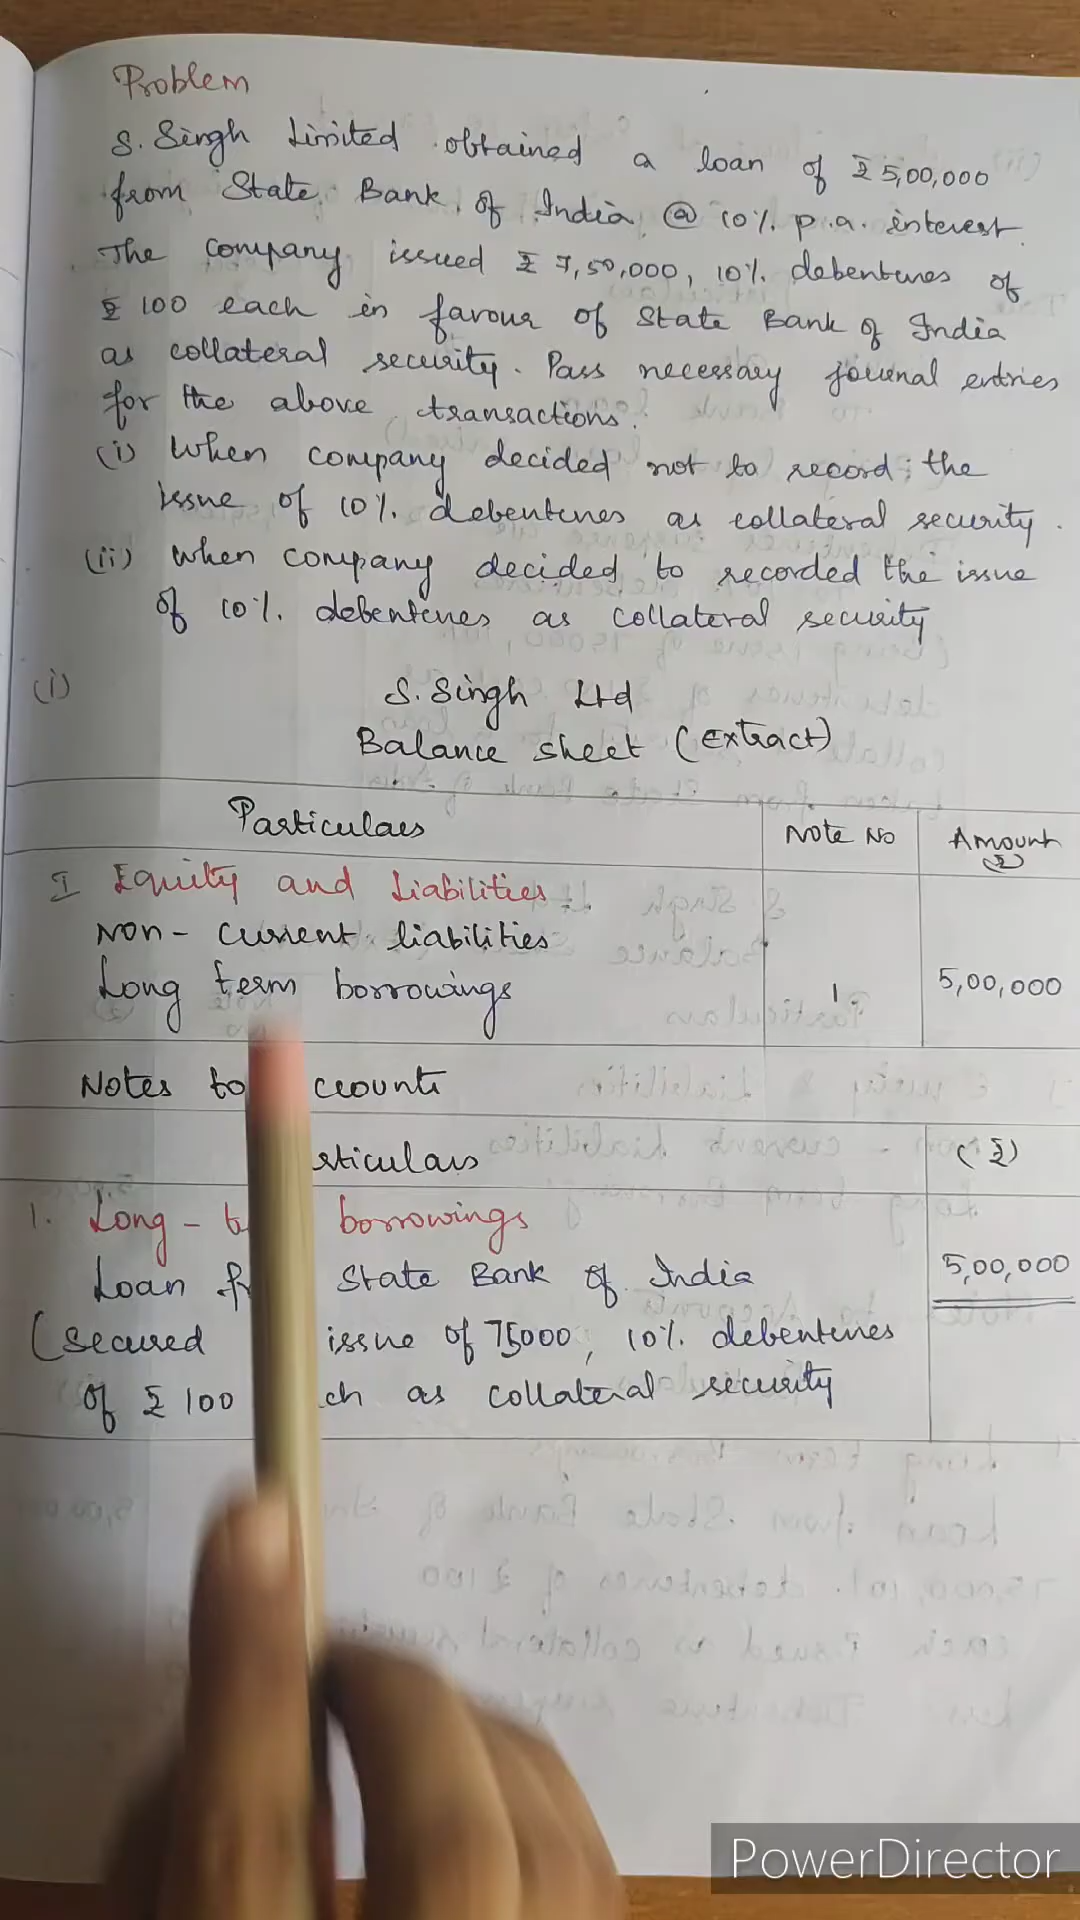 Problem
S. Singh Limited obtained a loan of ₹ 5,00,000
from State Bank of India @ 10% p.a. interest.
The company issued ₹ 7,50,000, 10% debentures of
₹ 100 each in favour of State Bank of India
as collateral security. Pass necessary journal entries
for the above transactions.
(i) When company decided not to record the
issue of 10% debentures as collateral security.
(ii) When company decided to recorded the issue
of 10% debentures as collateral security
(i) S. Singh Ltd
Balance sheet (extract)
Particulars Note No Amount (₹)
I Equity and Liabilities
Non-current liabilities
Long term borrowings 1. 5,00,000
Notes to ccounts
rticulars (₹)
1. Long-t borrowings
Loan State Bank of India 5,00,000
(secured issue of 75000, 10% debentures
of ₹ 100 ch as collateral security
PowerDirector